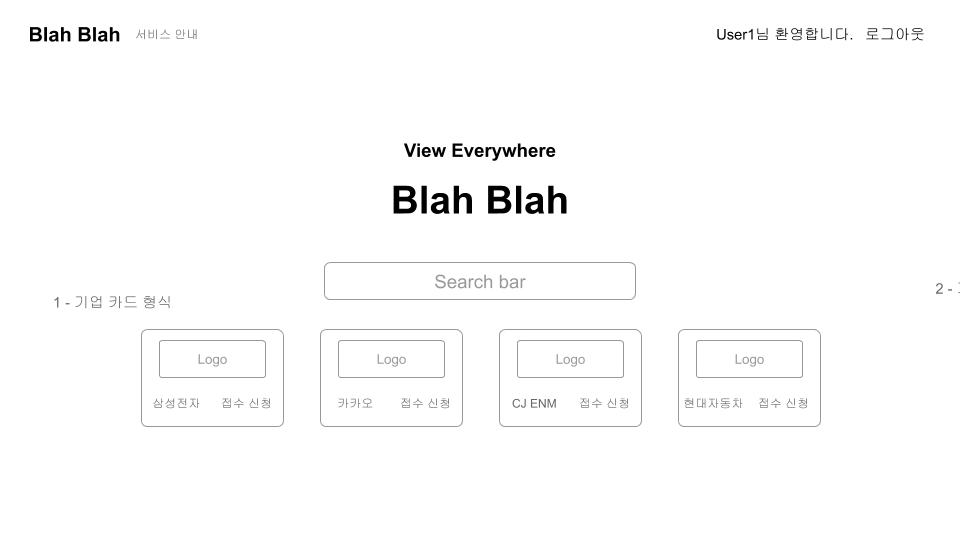 Blah Blah 서비스 안내 User1님 환영합니다. 로그아웃
View Everywhere
Blah Blah
Search bar
1 - 기업 카드 형식
2 -
Logo Logo Logo Logo
삼성전자 접수 신청 카카오 접수 신청 CJ ENM 접수 신청 현대자동차 접수 신청